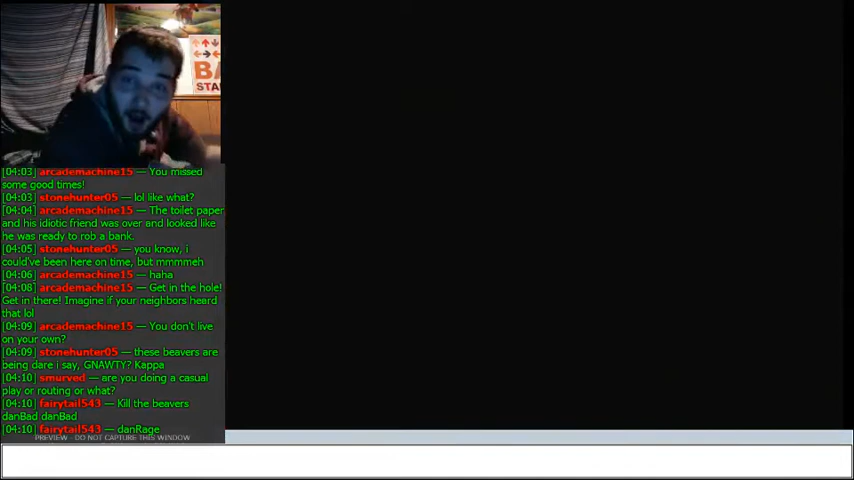 BA
STA
[04:03] arcademachine15 — You missed
some good times!
[04:03] stonehunter05 — lol like what?
[04:04] arcademachine15 — The toilet paper
and his idiotic friend was over and looked like
he was ready to rob a bank.
[04:05] stonehunter05 — you know, i
could've been here on time, but mmmmeh
[04:06] arcademachine15 — haha
[04:08] arcademachine15 — Get in the hole!
Get in there! Imagine if your neighbors heard
that lol
[04:09] arcademachine15 — You don't live
on your own?
[04:09] stonehunter05 — these beavers are
being dare i say, GNAWTY? Kappa
[04:10] smurved — are you doing a casual
play or routing or what?
[04:10] fairytail543 — Kill the beavers
danBad danBad
[04:10] fairytail543 — danRage
PREVIEW - DO NOT CAPTURE THIS WINDOW